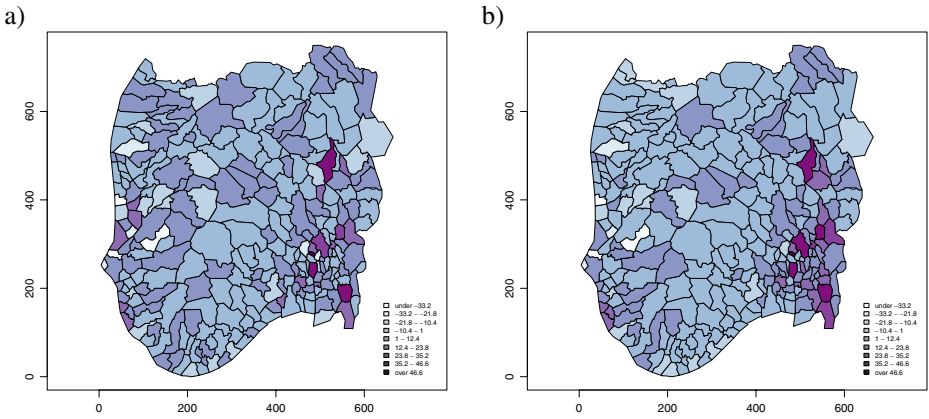 a)
600
400
200
0
0 200 400 600
under −33.2
−33.2 − −21.8
−21.8 − −10.4
−10.4 − 1
1 − 12.4
12.4 − 23.8
23.8 − 35.2
35.2 − 46.6
over 46.6
b)
600
400
200
0
0 200 400 600
under −33.2
−33.2 − −21.8
−21.8 − −10.4
−10.4 − 1
1 − 12.4
12.4 − 23.8
23.8 − 35.2
35.2 − 46.6
over 46.6